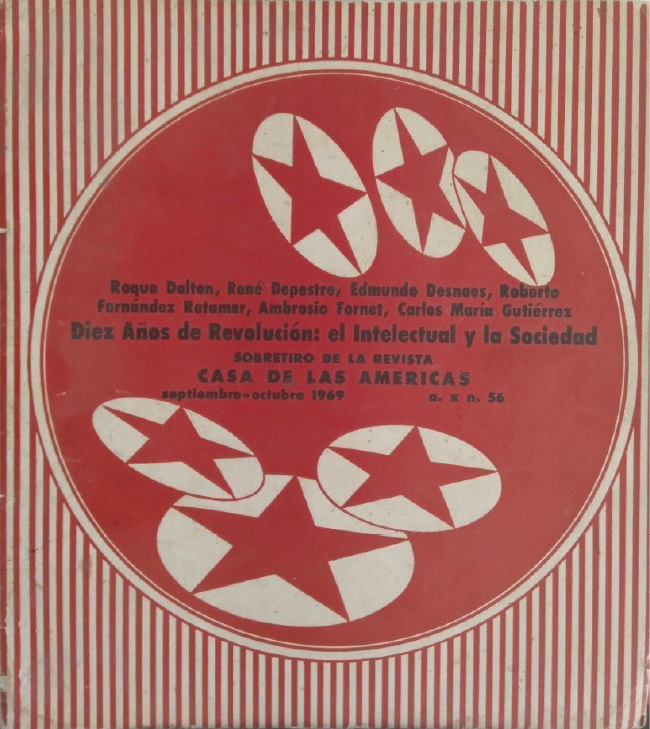 Roque Dalton, René Depestre, Edmundo Desnoes, Roberto
Fernández Retamar, Ambrosio Fornet, Carlos María Gutiérrez
Diez Años de Revolución: el Intelectual y la Sociedad
SOBRETIRO DE LA REVISTA
CASA DE LAS AMERICAS
septiembre-octubre 1969 a. x n. 56